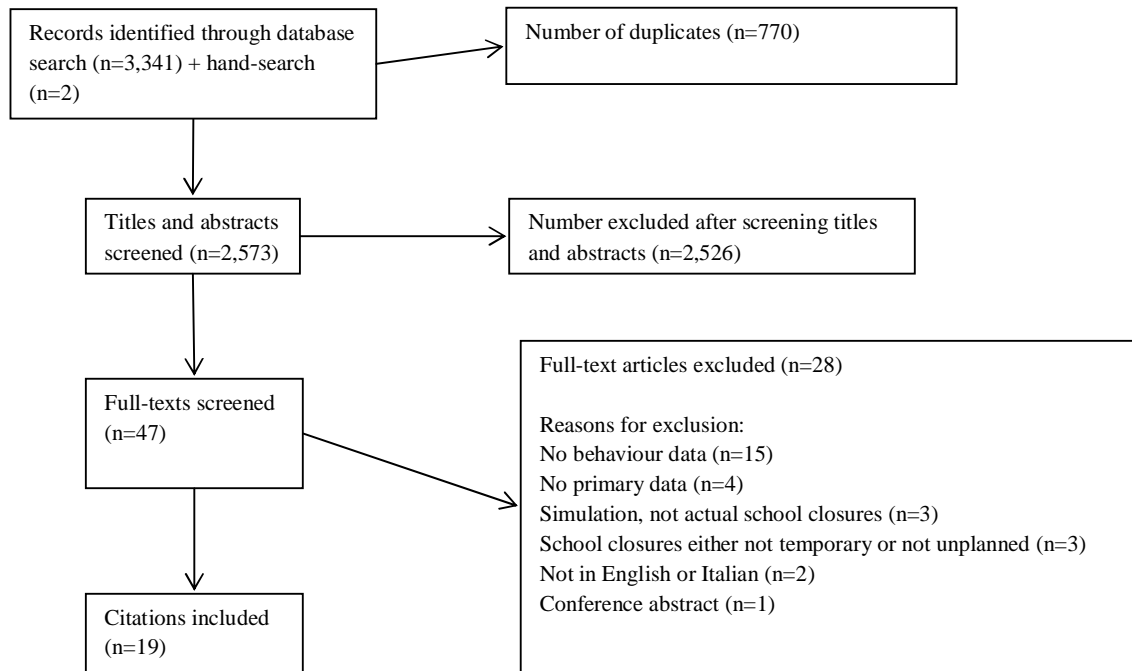 Records identified through database
search (n=3,341) + hand-search
(n=2)
Number of duplicates (n=770)
Titles and abstracts
screened (n=2,573)
Number excluded after screening titles
and abstracts (n=2,526)
Full-texts screened
(n=47)
Full-text articles excluded (n=28)
Reasons for exclusion:
No behaviour data (n=15)
No primary data (n=4)
Simulation, not actual school closures (n=3)
School closures either not temporary or not unplanned (n=3)
Not in English or Italian (n=2)
Conference abstract (n=1)
Citations included
(n=19)